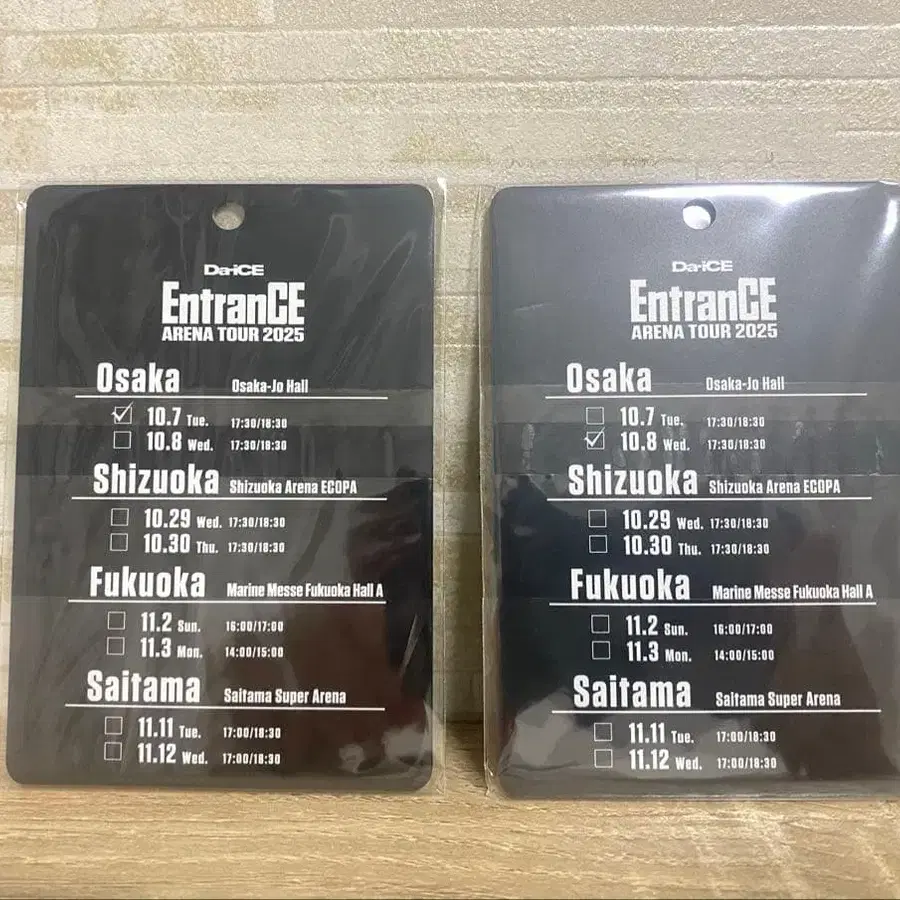 Da-iCE
EntranCE
ARENA TOUR 2025
Osaka Osaka-Jo Hall
10.7 Tue. 17:30/18:30
10.8 Wed. 17:30/18:30
Shizuoka Shizuoka Arena ECOPA
10.29 Wed. 17:30/18:30
10.30 Thu. 17:30/18:30
Fukuoka Marine Messe Fukuoka Hall A
11.2 Sun. 16:00/17:00
11.3 Mon. 14:00/15:00
Saitama Saitama Super Arena
11.11 Tue. 17:00/18:30
11.12 Wed. 17:00/18:30
Da-iCE
EntranCE
ARENA TOUR 2025
Osaka Osaka-Jo Hall
10.7 Tue. 17:30/18:30
10.8 Wed. 17:30/18:30
Shizuoka Shizuoka Arena ECOPA
10.29 Wed. 17:30/18:30
10.30 Thu. 17:30/18:30
Fukuoka Marine Messe Fukuoka Hall A
11.2 Sun. 16:00/17:00
11.3 Mon. 14:00/15:00
Saitama Saitama Super Arena
11.11 Tue. 17:00/18:30
11.12 Wed. 17:00/18:30